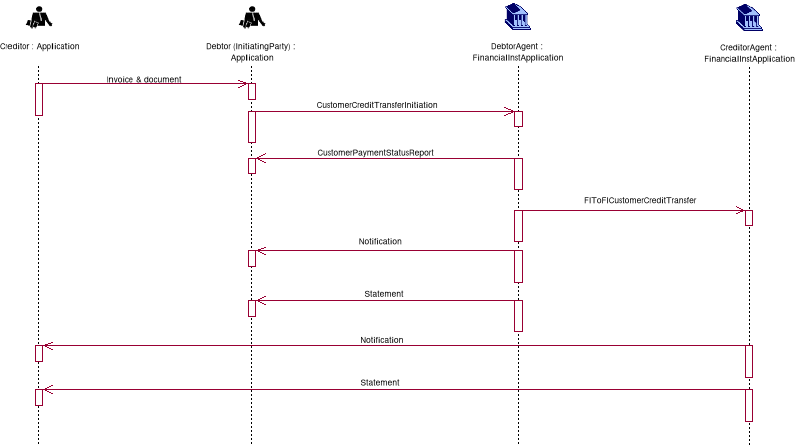 Creditor : Application
Debtor (InitiatingParty) :
Application
DebtorAgent :
FinancialInstApplication
CreditorAgent :
FinancialInstApplication
Invoice & document
CustomerCreditTransferInitiation
CustomerPaymentStatusReport
FIToFICustomerCreditTransfer
Notification
Statement
Notification
Statement